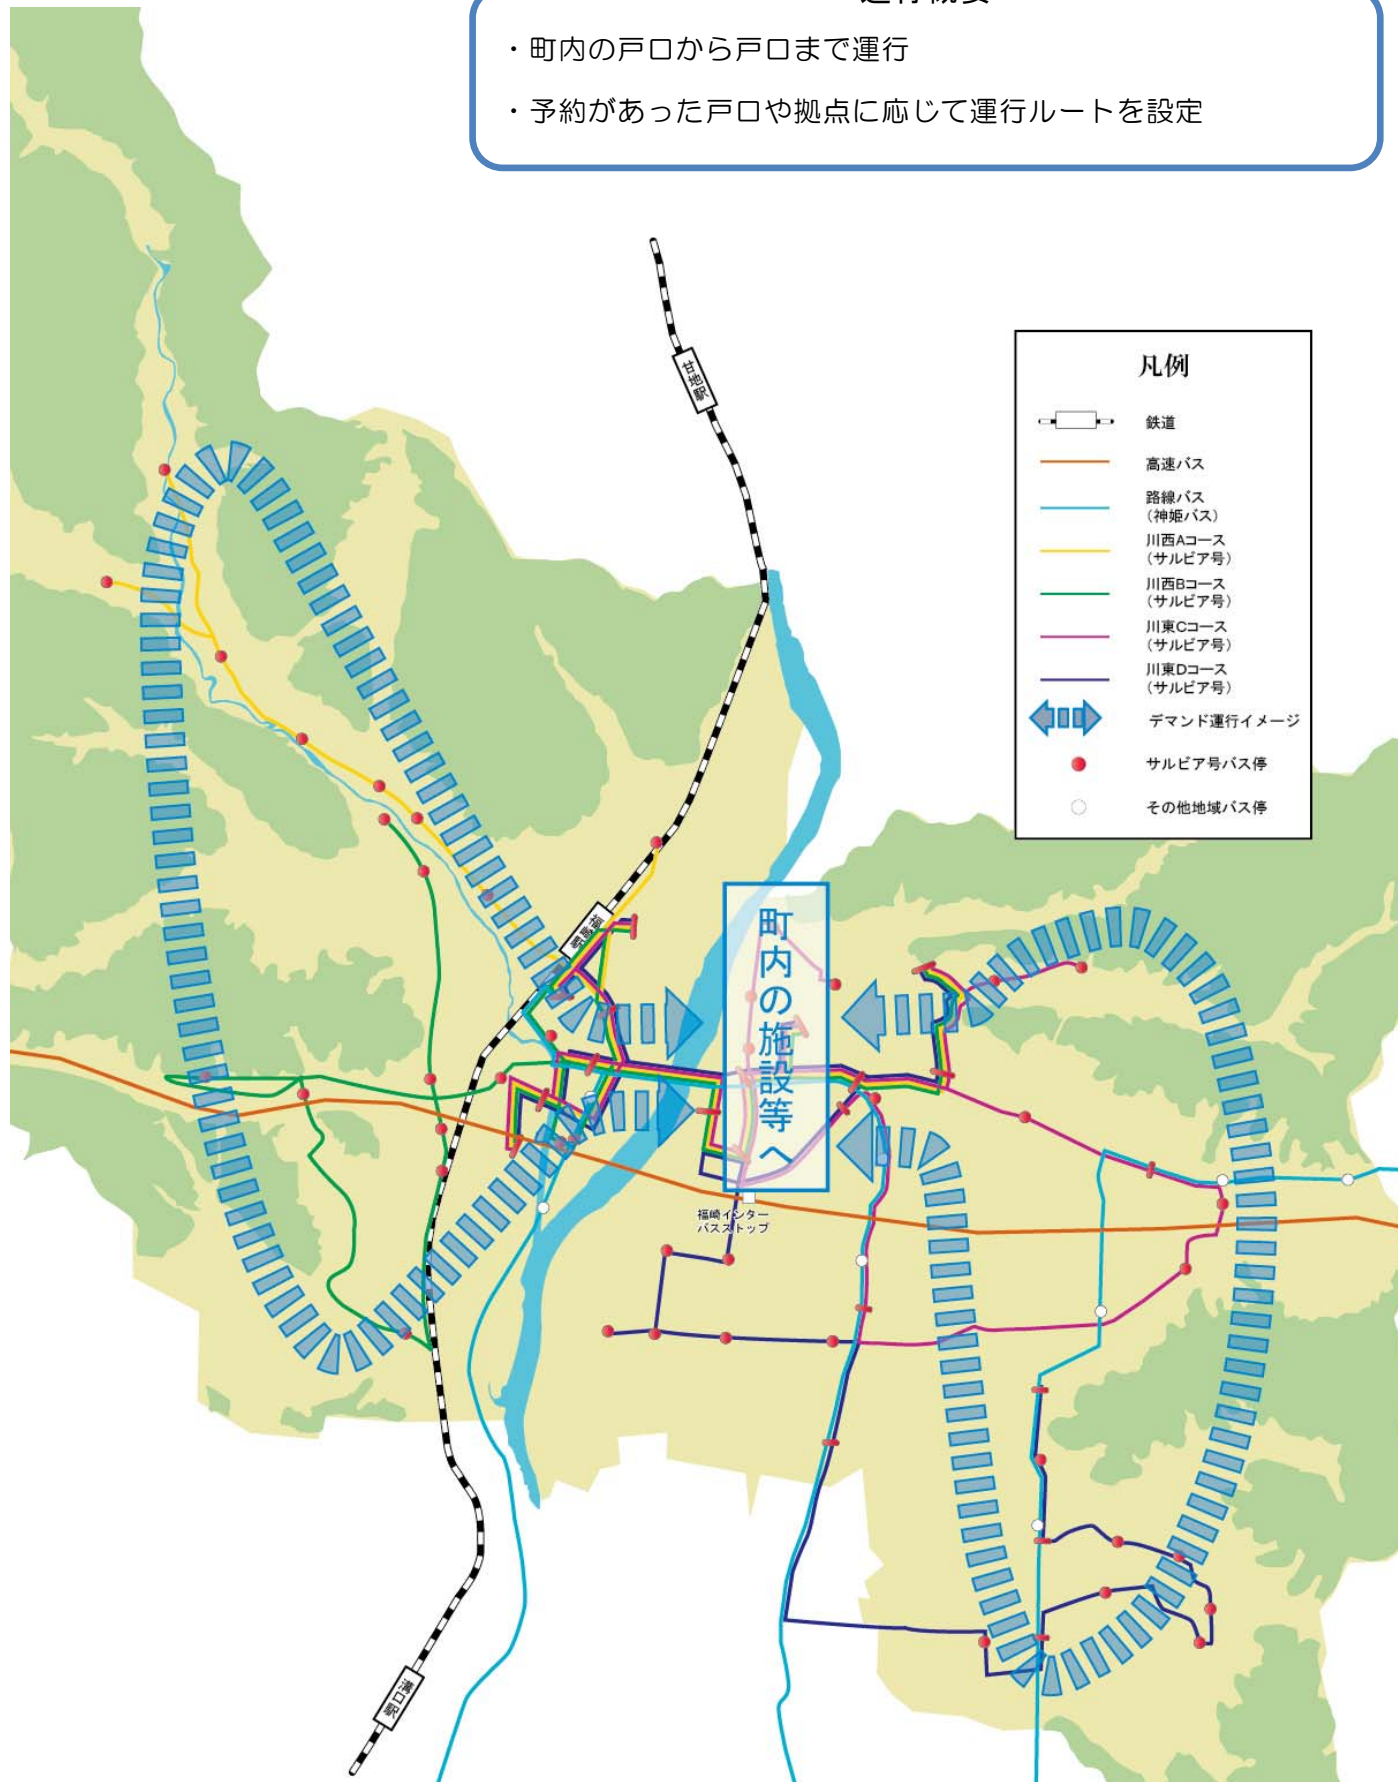 運行概要
・町内の戸口から戸口まで運行
・予約があった戸口や拠点に応じて運行ルートを設定
甘地駅
凡例
鉄道
高速バス
路線バス
（神姫バス）
川西Aコース
（サルビア号）
川西Bコース
（サルビア号）
川東Cコース
（サルビア号）
川東Dコース
（サルビア号）
デマンド運行イメージ
サルビア号バス停
その他地域バス停
福崎駅
町内の施設等へ
福崎インター
バスストップ
溝口駅